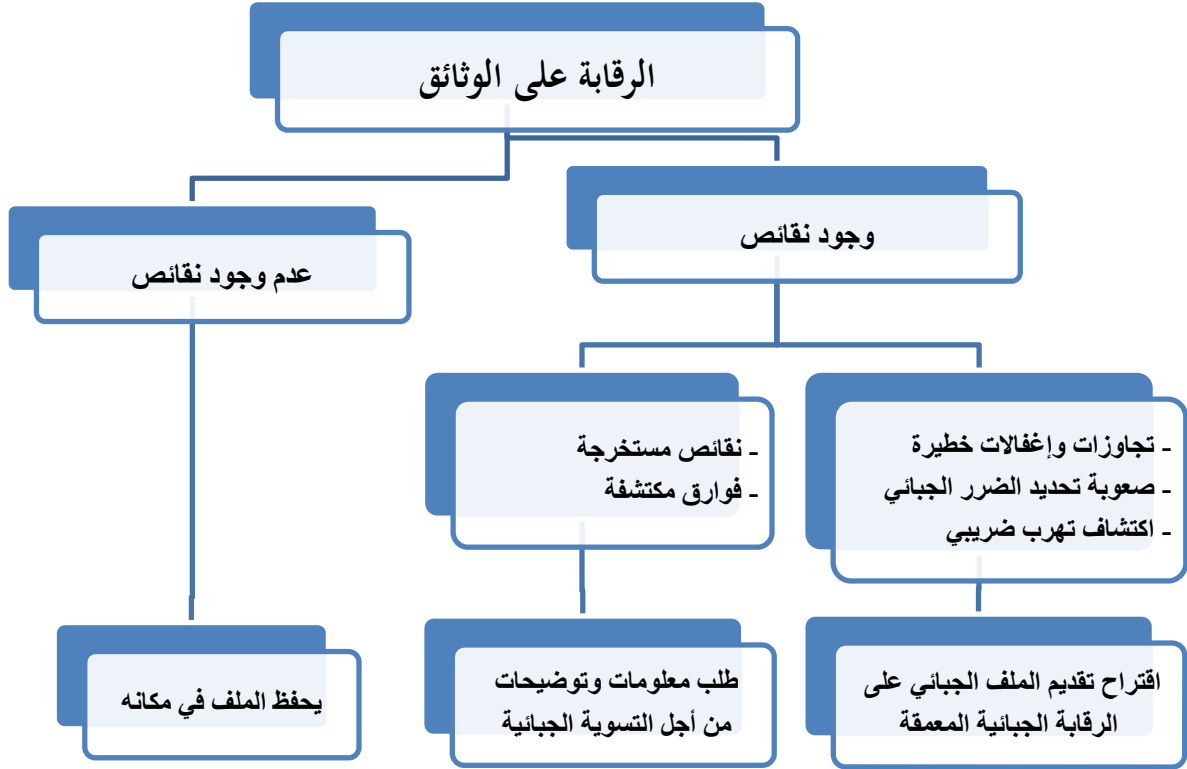 الرقابة على الوثائق
وجود نقائص
عدم وجود نقائص
- تجاوزات وإغفالات خطيرة
- صعوبة تحديد الضرر الجبائي
- اكتشاف تهرب ضريبي
- نقائص مستخرجة
- فوارق مكتشفة
اقتراح تقديم الملف الجبائي على
الرقابة الجبائية المعمقة
طلب معلومات وتوضيحات
من أجل التسوية الجبائية
يحفظ الملف في مكانه